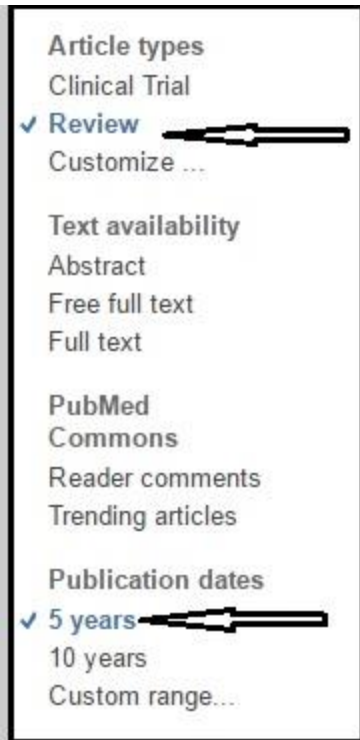 Article types
Clinical Trial
✓ Review
Customize ...
Text availability
Abstract
Free full text
Full text
PubMed
Commons
Reader comments
Trending articles
Publication dates
✓ 5 years
10 years
Custom range...